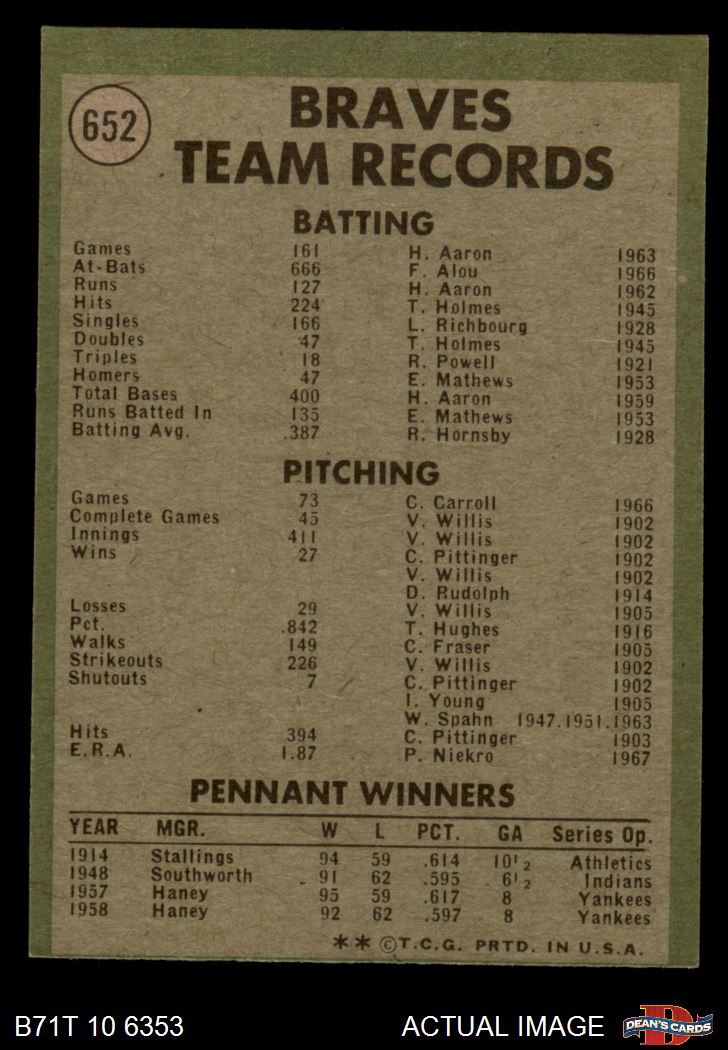 652
BRAVES
TEAM RECORDS
BATTING
Games 161 H. Aaron 1963
At-Bats 666 F. Alou 1966
Runs 127 H. Aaron 1962
Hits 224 T. Holmes 1945
Singles 166 L. Richbourg 1928
Doubles 47 T. Holmes 1945
Triples 18 R. Powell 1921
Homers 47 E. Mathews 1953
Total Bases 400 H. Aaron 1959
Runs Batted In 135 E. Mathews 1953
Batting Avg. .387 R. Hornsby 1928
PITCHING
Games 73 C. Carroll 1966
Complete Games 45 V. Willis 1902
Innings 411 V. Willis 1902
Wins 27 C. Pittinger 1902
V. Willis 1902
D. Rudolph 1914
Losses 29 V. Willis 1905
Pct. .842 T. Hughes 1916
Walks 149 C. Fraser 1905
Strikeouts 226 V. Willis 1902
Shutouts 7 C. Pittinger 1902
I. Young 1905
W. Spahn 1947.1951.1963
Hits 394 C. Pittinger 1903
E.R.A. 1.87 P. Niekro 1967
PENNANT WINNERS
YEAR MGR. W L PCT. GA Series Op.
1914 Stallings 94 59 .614 10½ Athletics
1948 Southworth 91 62 .595 6½ Indians
1957 Haney 95 59 .617 8 Yankees
1958 Haney 92 62 .597 8 Yankees
** ©T.C.G. PRTD. IN U.S.A.
B71T 10 6353 ACTUAL IMAGE D DEAN'S CARDS